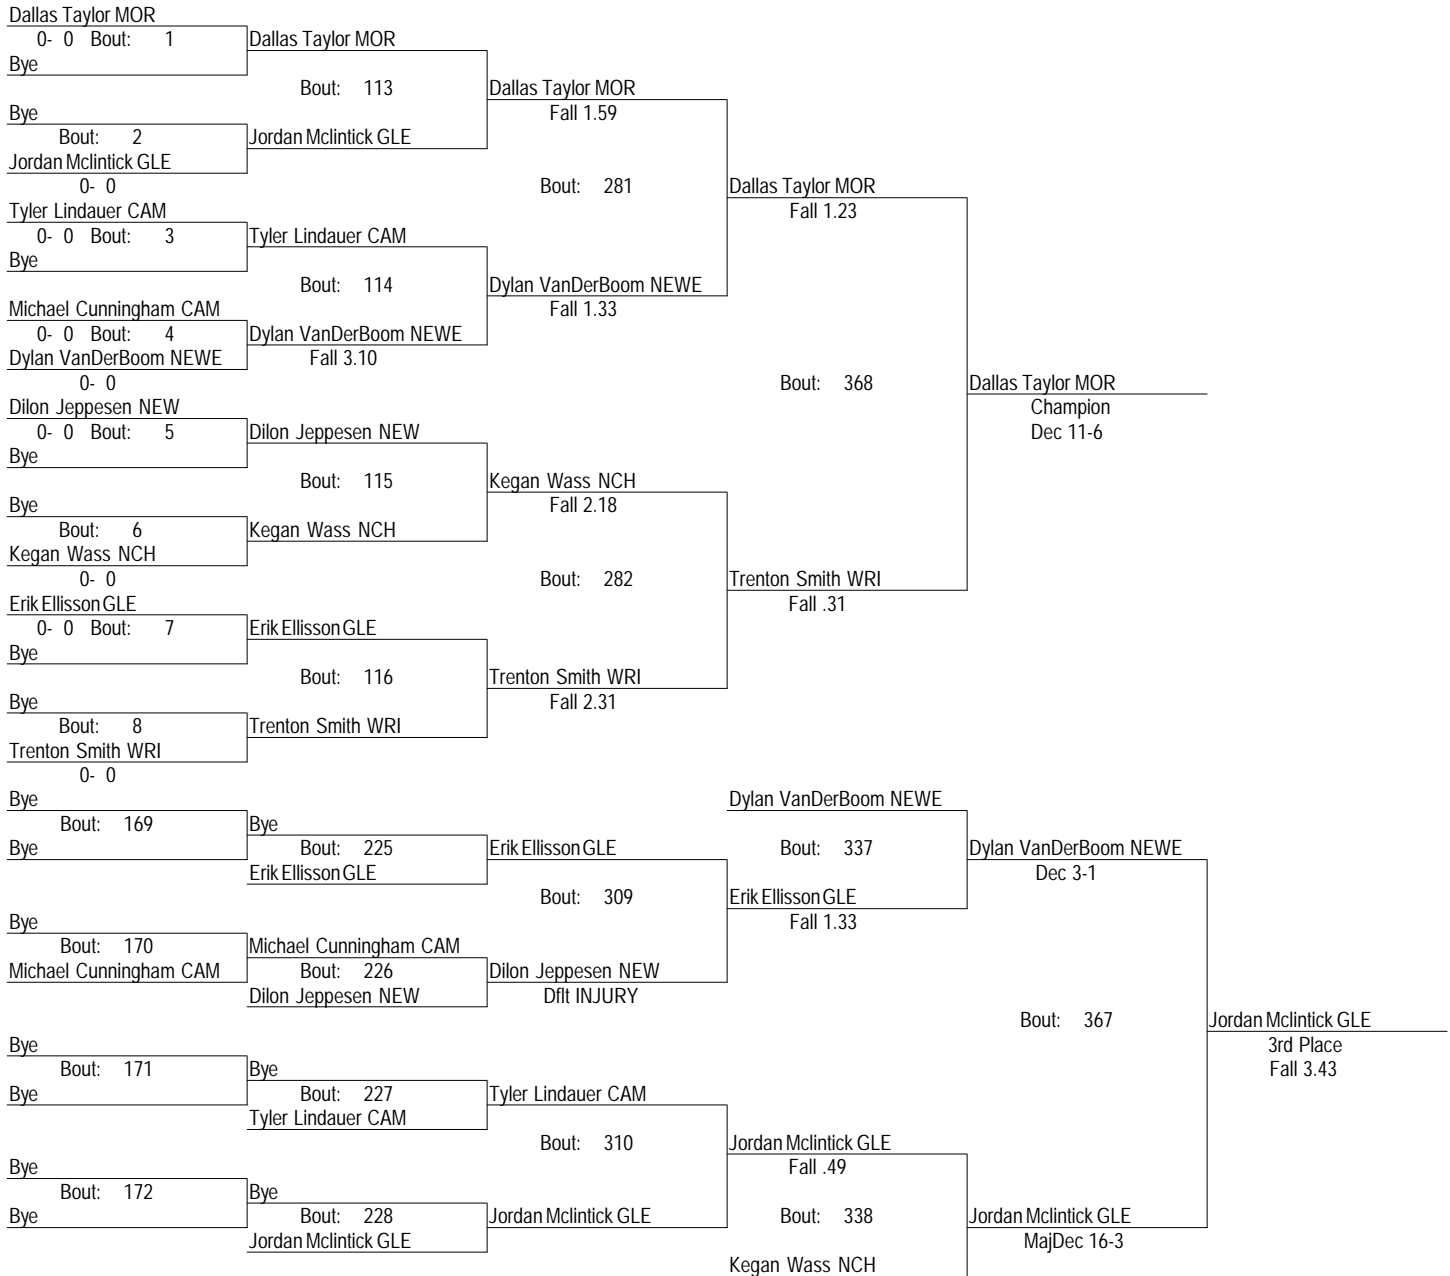 Dallas Taylor MOR
0- 0 Bout: 1 Dallas Taylor MOR
Bye
Bout: 113 Dallas Taylor MOR
Bye Fall 1.59
Bout: 2 Jordan Mclintick GLE
Jordan Mclintick GLE
0- 0 Bout: 281 Dallas Taylor MOR
Tyler Lindauer CAM Fall 1.23
0- 0 Bout: 3 Tyler Lindauer CAM
Bye
Bout: 114 Dylan VanDerBoom NEWE
Michael Cunningham CAM Fall 1.33
0- 0 Bout: 4 Dylan VanDerBoom NEWE
Dylan VanDerBoom NEWE Fall 3.10
0- 0 Bout: 368 Dallas Taylor MOR
Dilon Jeppesen NEW Champion
0- 0 Bout: 5 Dilon Jeppesen NEW Dec 11-6
Bye
Bout: 115 Kegan Wass NCH
Bye Fall 2.18
Bout: 6 Kegan Wass NCH
Kegan Wass NCH
0- 0 Bout: 282 Trenton Smith WRI
Erik Ellisson GLE Fall .31
0- 0 Bout: 7 Erik Ellisson GLE
Bye
Bout: 116 Trenton Smith WRI
Bye Fall 2.31
Bout: 8 Trenton Smith WRI
Trenton Smith WRI
0- 0
Bye Dylan VanDerBoom NEWE
Bout: 169 Bye
Bye Bout: 225 Erik Ellisson GLE Bout: 337 Dylan VanDerBoom NEWE
Erik Ellisson GLE Dec 3-1
Bout: 309 Erik Ellisson GLE
Bye Fall 1.33
Bout: 170 Michael Cunningham CAM
Michael Cunningham CAM Bout: 226 Dilon Jeppesen NEW
Dilon Jeppesen NEW Dflt INJURY
Bout: 367 Jordan Mclintick GLE
Bye 3rd Place
Bout: 171 Bye Fall 3.43
Bye Bout: 227 Tyler Lindauer CAM
Tyler Lindauer CAM
Bout: 310 Jordan Mclintick GLE
Bye Fall .49
Bout: 172 Bye
Bye Bout: 228 Jordan Mclintick GLE Bout: 338 Jordan Mclintick GLE
Jordan Mclintick GLE MajDec 16-3
Kegan Wass NCH